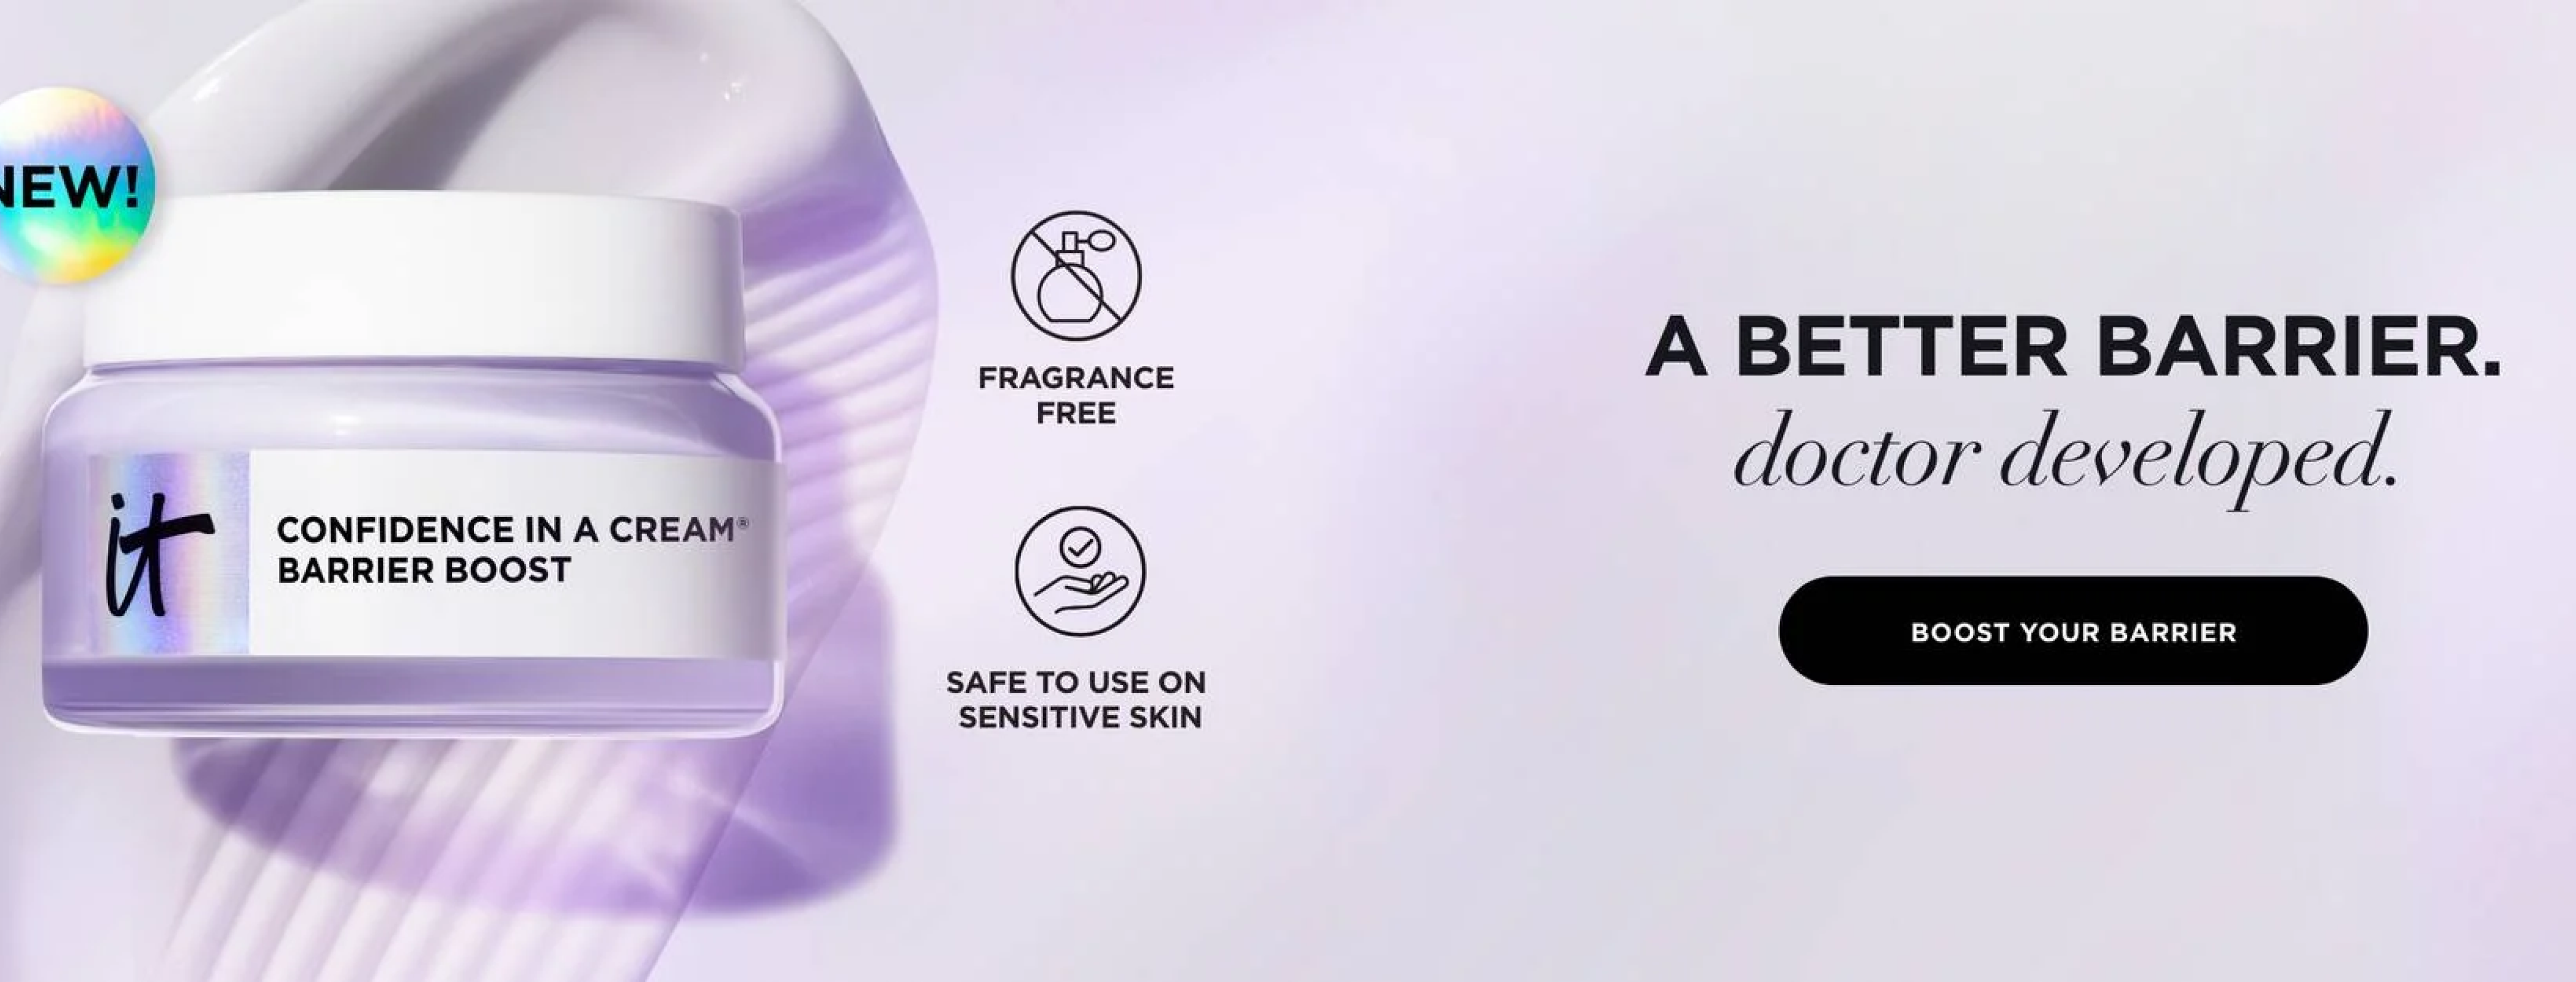 NEW!
it
CONFIDENCE IN A CREAM®
BARRIER BOOST
FRAGRANCE
FREE
SAFE TO USE ON
SENSITIVE SKIN
A BETTER BARRIER.
doctor developed.
BOOST YOUR BARRIER